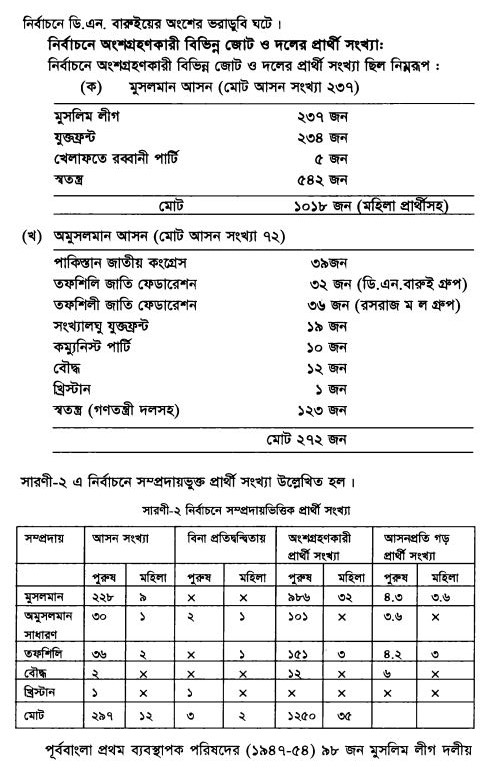 নির্বাচনে ডি.এন. বারুইয়ের অংশের ভরাডুবি ঘটে।
নির্বাচনে অংশগ্রহণকারী বিভিন্ন জোট ও দলের প্রার্থী সংখ্যাঃ
নির্বাচনে অংশগ্রহণকারী বিভিন্ন জোট ও দলের প্রার্থী সংখ্যা ছিল নিম্নরূপ :
(ক) মুসলমান আসন (মোট আসন সংখ্যা ২৩৭)
মুসলিম লীগ ২৩৭ জন
যুক্তফ্রন্ট ২৩৪ জন
খেলাফতে রব্বানী পার্টি ৫ জন
স্বতন্ত্র ৫৪২ জন
মোট ১০১৮ জন (মহিলা প্রার্থীসহ)
(খ) অমুসলমান আসন (মোট আসন সংখ্যা ৭২)
পাকিস্তান জাতীয় কংগ্রেস ৩৯জন
তফশিলি জাতি ফেডারেশন ৩২ জন (ডি.এন.বারুই গ্রুপ)
তফশিলী জাতি ফেডারেশন ৩৬ জন (রসরাজ ম ল গ্রুপ)
সংখ্যালঘু যুক্তফ্রন্ট ১৯ জন
কম্যুনিস্ট পার্টি ১০ জন
বৌদ্ধ ১২ জন
খ্রিস্টান ১ জন
স্বতন্ত্র (গণতন্ত্রী দলসহ) ১২৩ জন
মোট ২৭২ জন
সারণী-২ এ নির্বাচনে সম্প্রদায়ভুক্ত প্রার্থী সংখ্যা উল্লেখিত হল।
সারণী-২ নির্বাচনে সম্প্রদায়ভিত্তিক প্রার্থী সংখ্যা
সম্প্রদায় আসন সংখ্যা বিনা প্রতিদ্বন্দ্বিতায় অংশগ্রহণকারী আসনপ্রতি গড়
প্রার্থী সংখ্যা প্রার্থী সংখ্যা
পুরুষ মহিলা পুরুষ মহিলা পুরুষ মহিলা পুরুষ মহিলা
মুসলমান ২২৮ ৯ × × ৯৮৬ ৩২ ৪.৩ ৩.৬
অমুসলমান ৩০ ১ ২ ১ ১০১ × ৩.৬ ×
সাধারণ
তফশিলি ৩৬ ২ × ১ ১৫১ ৩ ৪.২ ৩
বৌদ্ধ ২ × × × ১২ × ৬ ×
খ্রিস্টান ১ × ১ × × × × ×
মোট ২৯৭ ১২ ৩ ২ ১২৫০ ৩৫
পূর্ববাংলা প্রথম ব্যবস্থাপক পরিষদের (১৯৪৭-৫৪) ৯৮ জন মুসলিম লীগ দলীয়